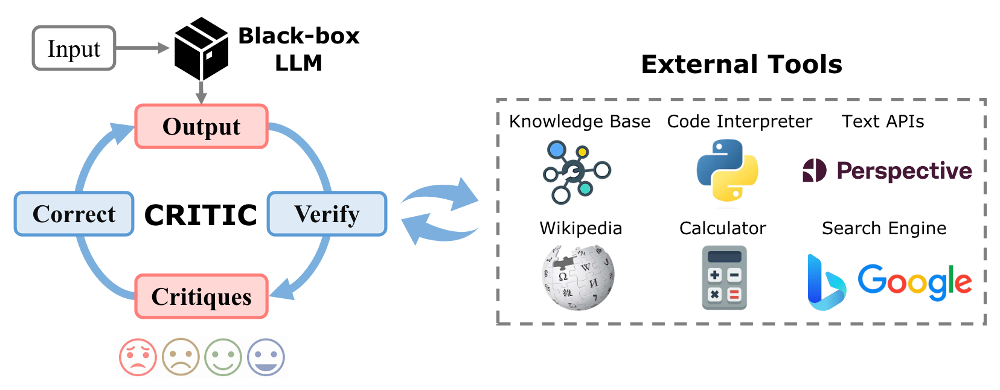 Input
Black-box
LLM
Output
Correct
CRITIC
Verify
Critiques
External Tools
Knowledge Base
Code Interpreter
Text APIs
Perspective
Wikipedia
Calculator
Search Engine
Ω
W
И
維
Google